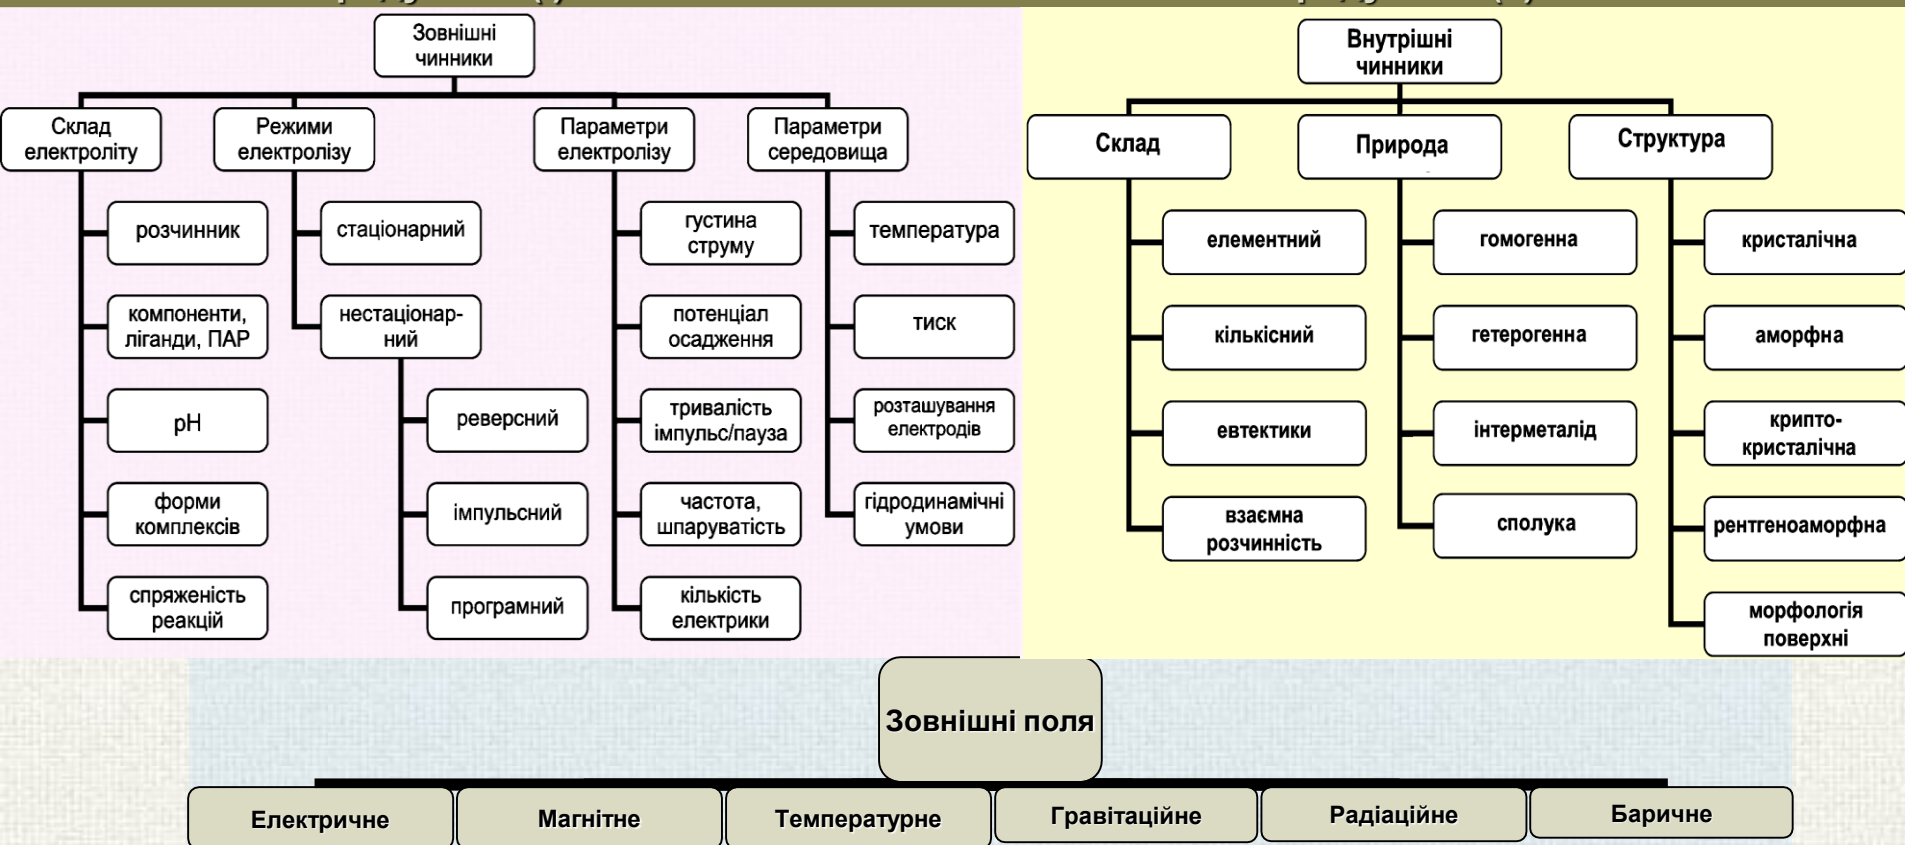 Зовнішні
чинники
Склад
електроліту
Режими
електролізу
Параметри
електролізу
Параметри
середовища
розчинник
компоненти,
ліганди, ПАР
pH
форми
комплексів
спряженість
реакцій
стаціонарний
нестаціонар-
ний
реверсний
імпульсний
програмний
густина
струму
потенціал
осадження
тривалість
імпульс/пауза
частота,
шпаруватість
кількість
електрики
температура
тиск
розташування
електродів
гідродинамічні
умови
Внутрішні
чинники
Склад
Природа
Структура
елементний
кількісний
евтектики
взаємна
розчинність
гомогенна
гетерогенна
інтерметалід
сполука
кристалічна
аморфна
крипто-
кристалічна
рентгеноаморфна
морфологія
поверхні
Зовнішні поля
Електричне
Магнітне
Температурне
Гравітаційне
Радіаційне
Баричне